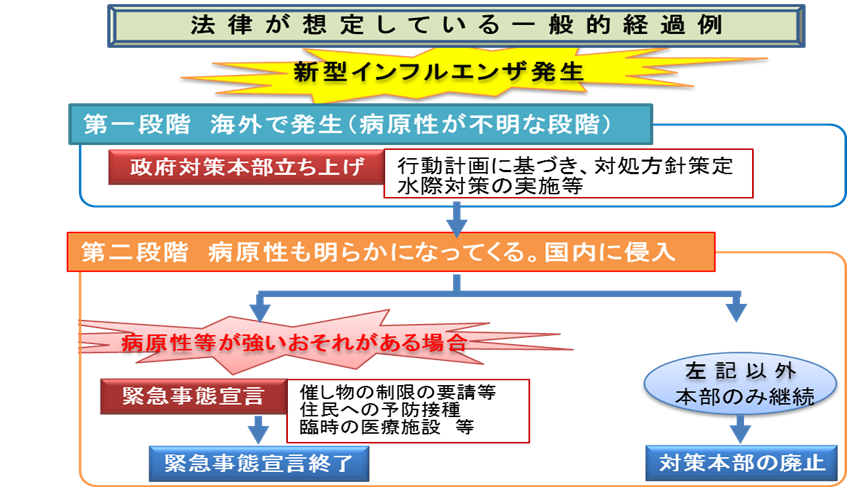 法律が想定している一般的経過例
新型インフルエンザ発生
第一段階　海外で発生（病原性が不明な段階）
政府対策本部立ち上げ
行動計画に基づき、対処方針策定
水際対策の実施等
第二段階　病原性も明らかになってくる。国内に侵入
病原性等が強いおそれがある場合
緊急事態宣言
催し物の制限の要請等
住民への予防接種
臨時の医療施設　等
緊急事態宣言終了
左記以外
本部のみ継続
対策本部の廃止